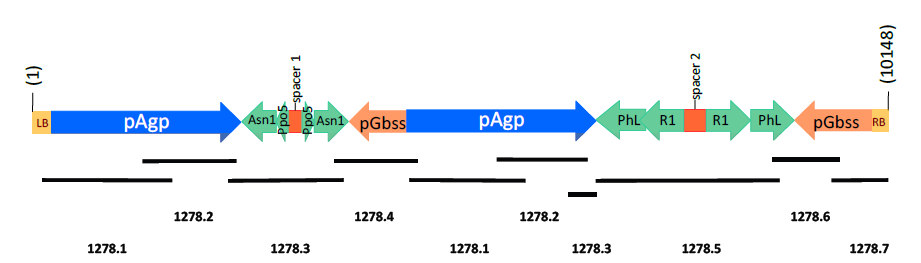 (1)
spacer 1
spacer 2
(10148)
LB
pAgp
Asn1
Ppo5
Ppo5
Asn1
pGbss
pAgp
PhL
R1
R1
PhL
pGbss
RB
1278.2
1278.4
1278.2
1278.6
1278.1
1278.3
1278.1
1278.3
1278.5
1278.7